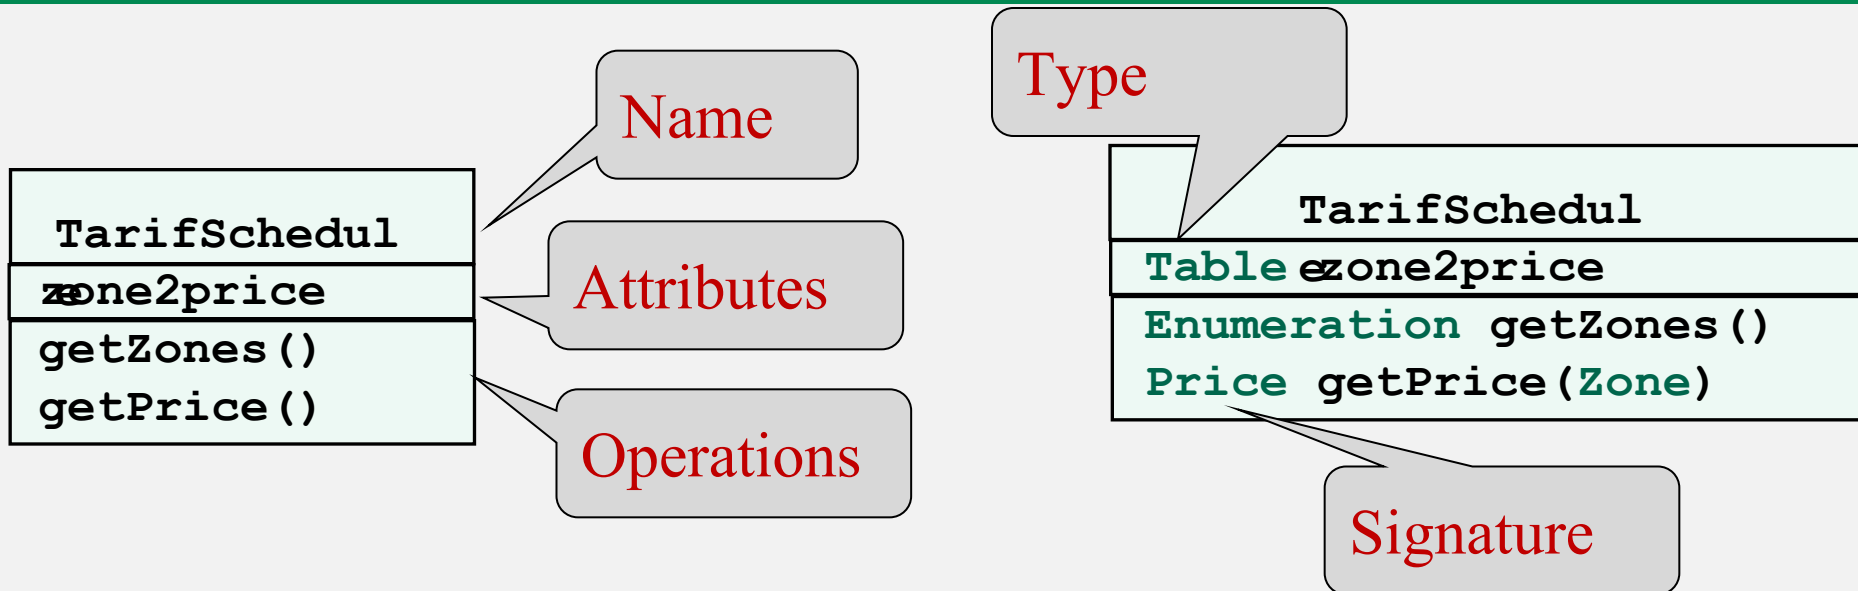 Name
TarifSchedul
e
zone2price
Attributes
getZones()
getPrice()
Operations
Type
TarifSchedul
e
Table zone2price
Enumeration getZones()
Price getPrice(Zone)
Signature